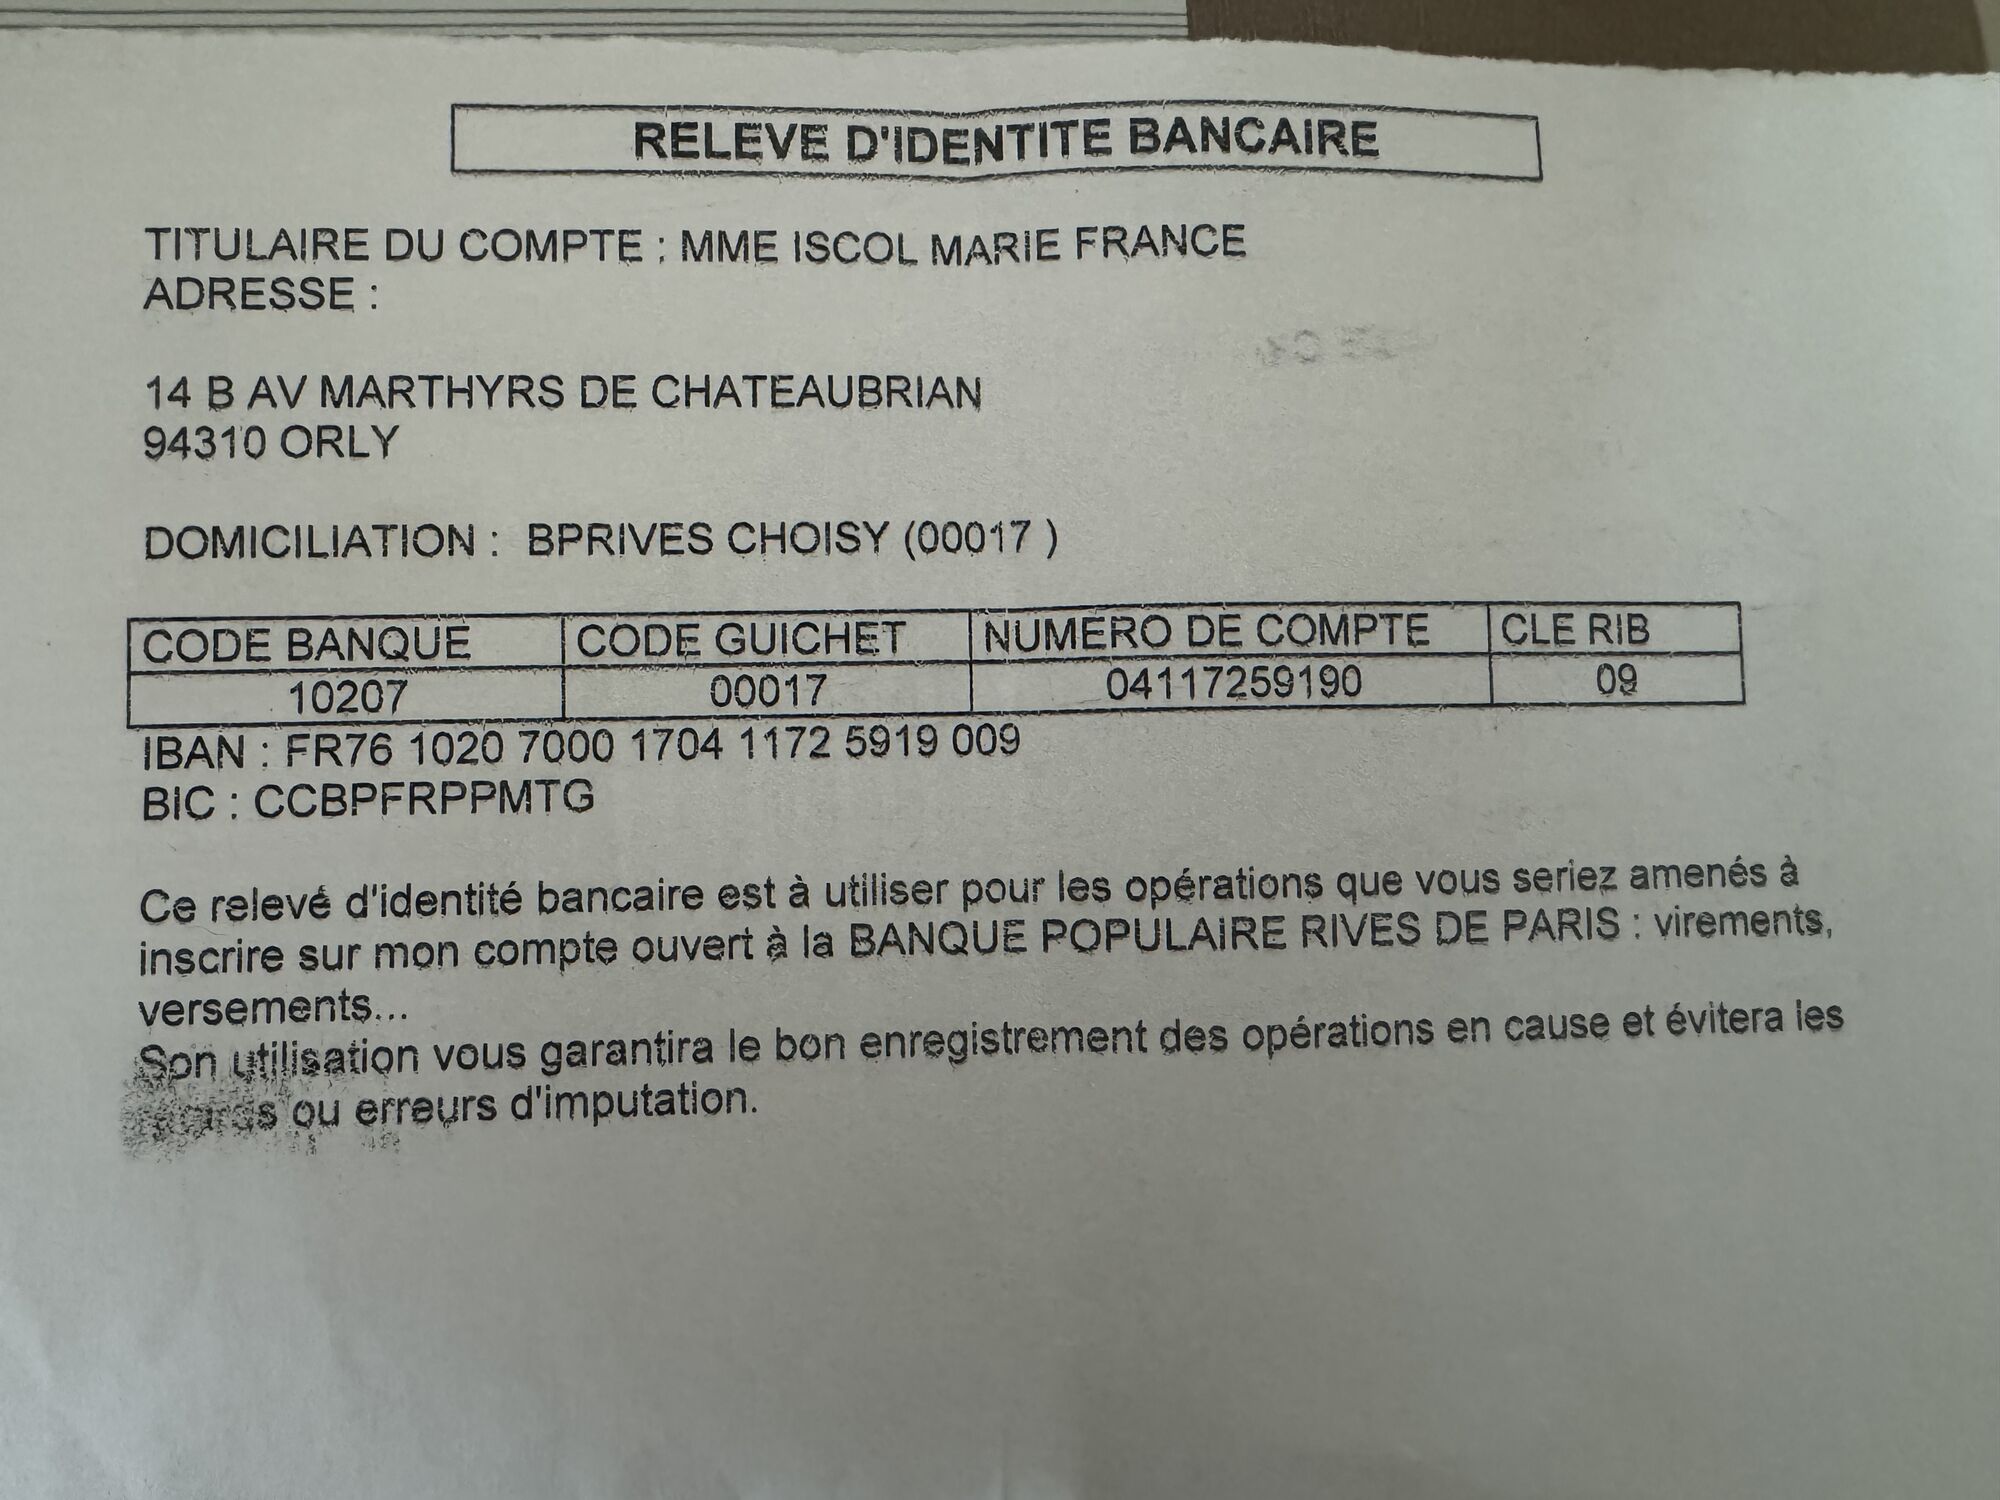 RELEVE D'IDENTITE BANCAIRE
TITULAIRE DU COMPTE : MME ISCOL MARIE FRANCE
ADRESSE :
14 B AV MARTHYRS DE CHATEAUBRIAN
94310 ORLY
DOMICILIATION : BPRIVES CHOISY (00017 )
CODE BANQUE CODE GUICHET NUMERO DE COMPTE CLE RIB
10207 00017 04117259190 09
IBAN : FR76 1020 7000 1704 1172 5919 009
BIC : CCBPFRPPMTG
Ce relevé d'identité bancaire est à utiliser pour les opérations que vous seriez amenés à
inscrire sur mon compte ouvert à la BANQUE POPULAIRE RIVES DE PARIS : virements,
versements...
Son utilisation vous garantira le bon enregistrement des opérations en cause et évitera les
ou erreurs d'imputation.